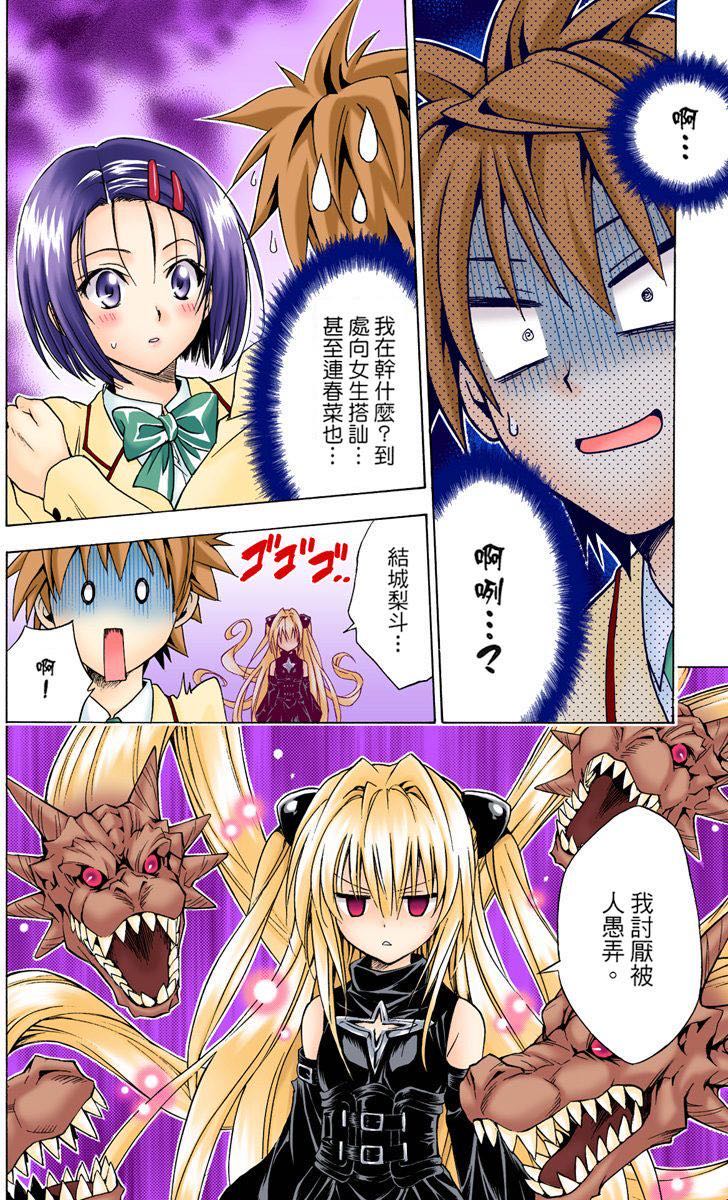 啊…
啊咧…？
我在幹什麼？到
處向女生搭訕…
甚至連春菜也…
結城梨斗…
ゴゴゴ‥
啊！
我討厭被
人愚弄。